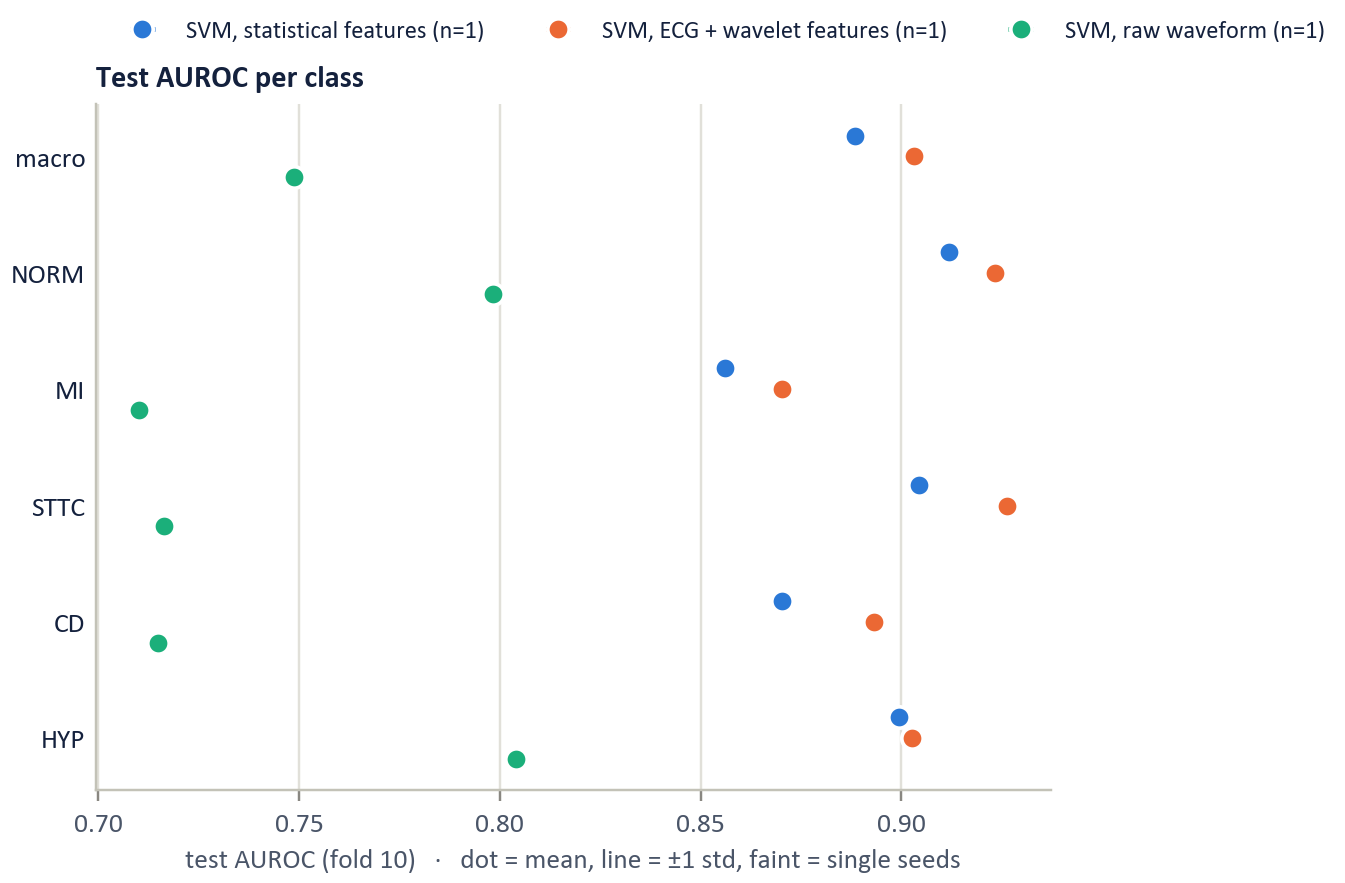 SVM, statistical features (n=1) SVM, ECG + wavelet features (n=1) SVM, raw waveform (n=1)
Test AUROC per class
macro
NORM
MI
STTC
CD
HYP
0.70 0.75 0.80 0.85 0.90
test AUROC (fold 10) · dot = mean, line = ±1 std, faint = single seeds